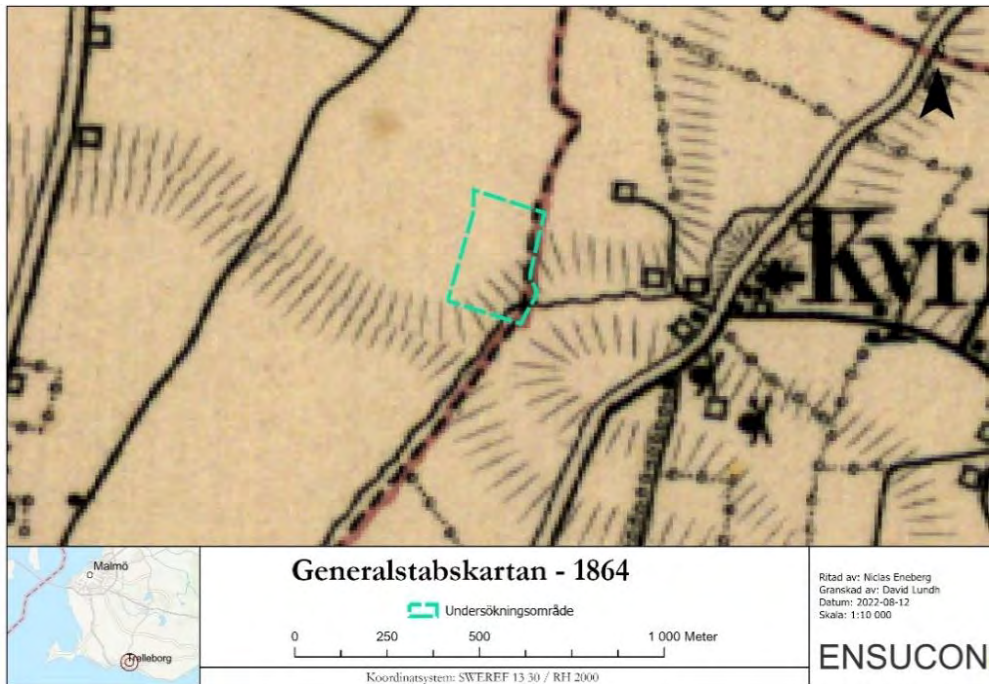 Kyrk
Malmö
Trelleborg
Generalstabskartan - 1864
Undersökningsområde
0 250 500 1 000 Meter
Koordinatsystem: SWEREF 13 30 / RH 2000
Ritad av: Niclas Eneberg
Granskad av: David Lundh
Datum: 2022-08-12
Skala: 1:10 000
ENSUCON